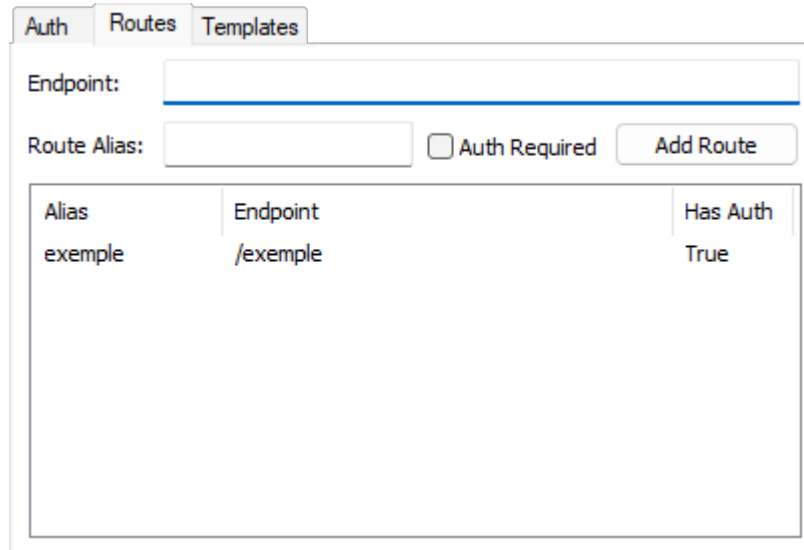 Auth Routes Templates
Endpoint:
Route Alias: Auth Required Add Route
Alias Endpoint Has Auth
exemple /exemple True